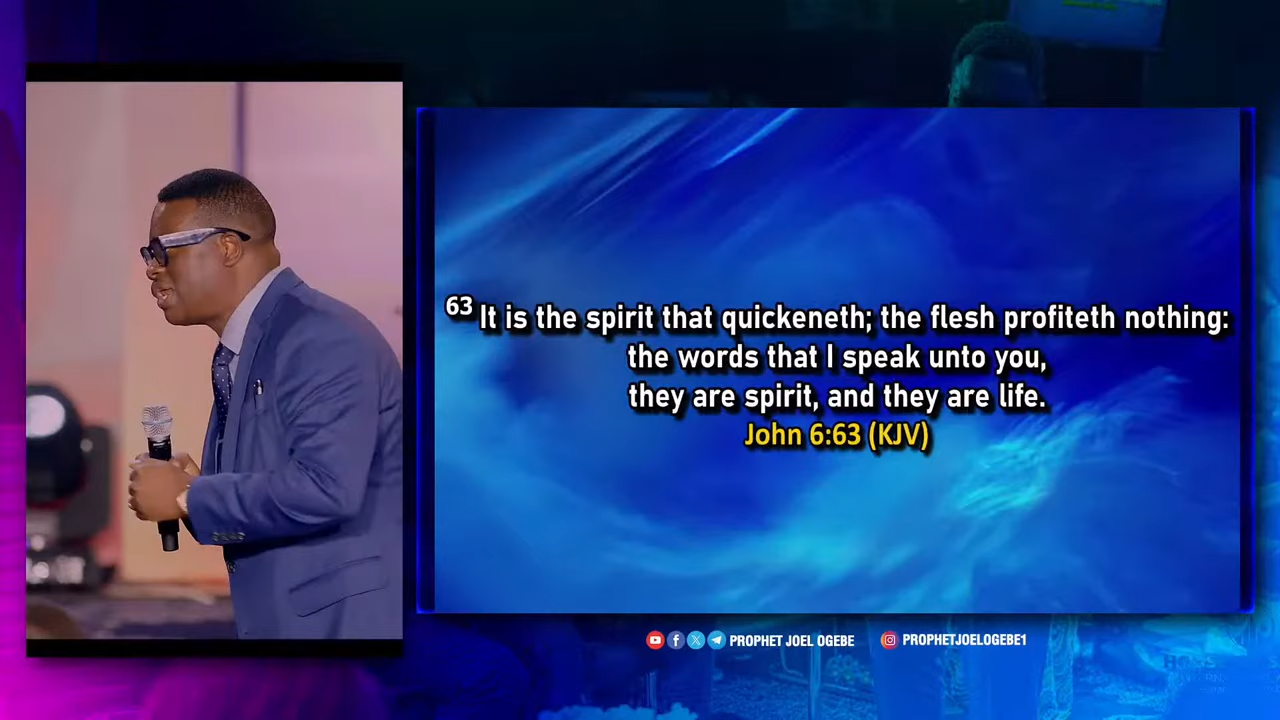 63 It is the spirit that quickeneth; the flesh profiteth nothing:
the words that I speak unto you,
they are spirit, and they are life.
John 6:63 (KJV)
PROPHET JOEL OGEBE PROPHETJOELOGEBE1